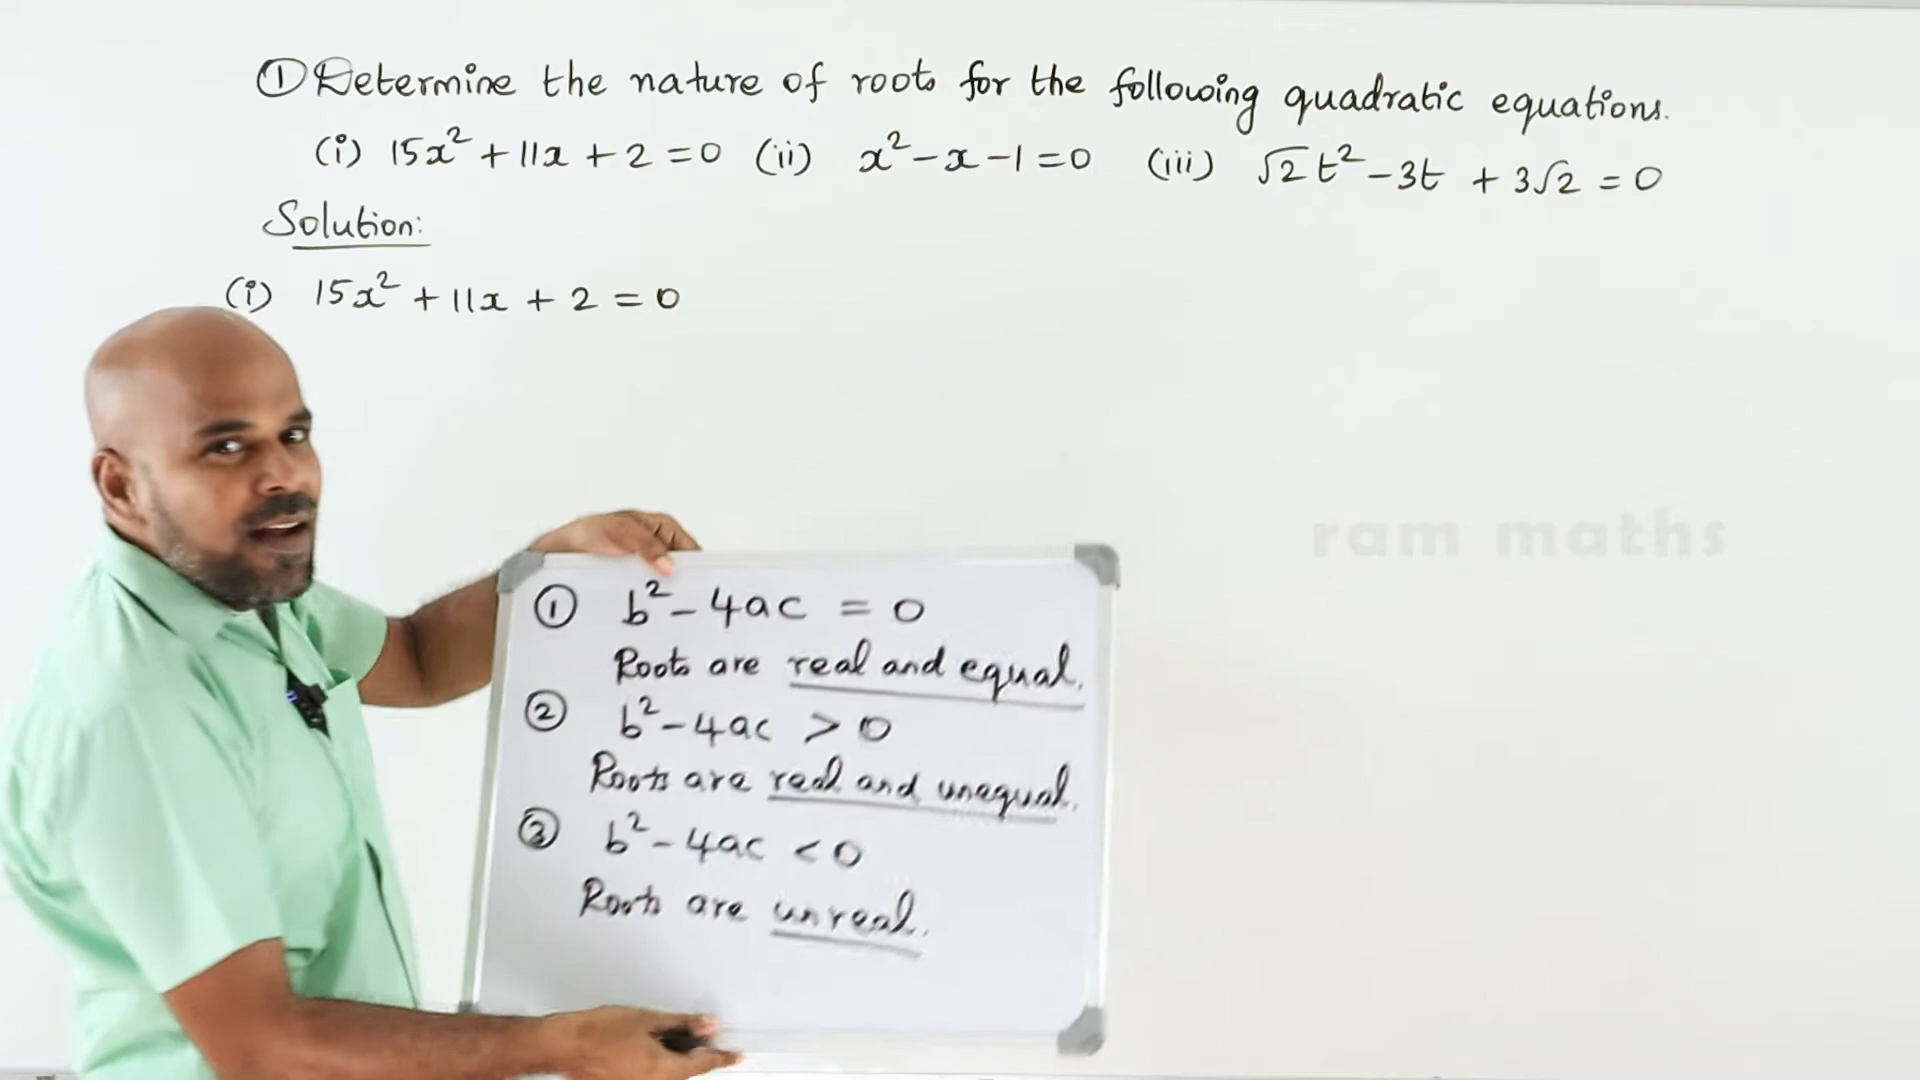 ① Determine the nature of roots for the following quadratic equations.
(i) 15x² + 11x + 2 = 0 (ii) x² - x - 1 = 0 (iii) √2 t² - 3t + 3√2 = 0
Solution:
(i) 15x² + 11x + 2 = 0
ram maths
① b² - 4ac = 0
Roots are real and equal.
② b² - 4ac > 0
Roots are real and unequal.
③ b² - 4ac < 0
Roots are unreal.